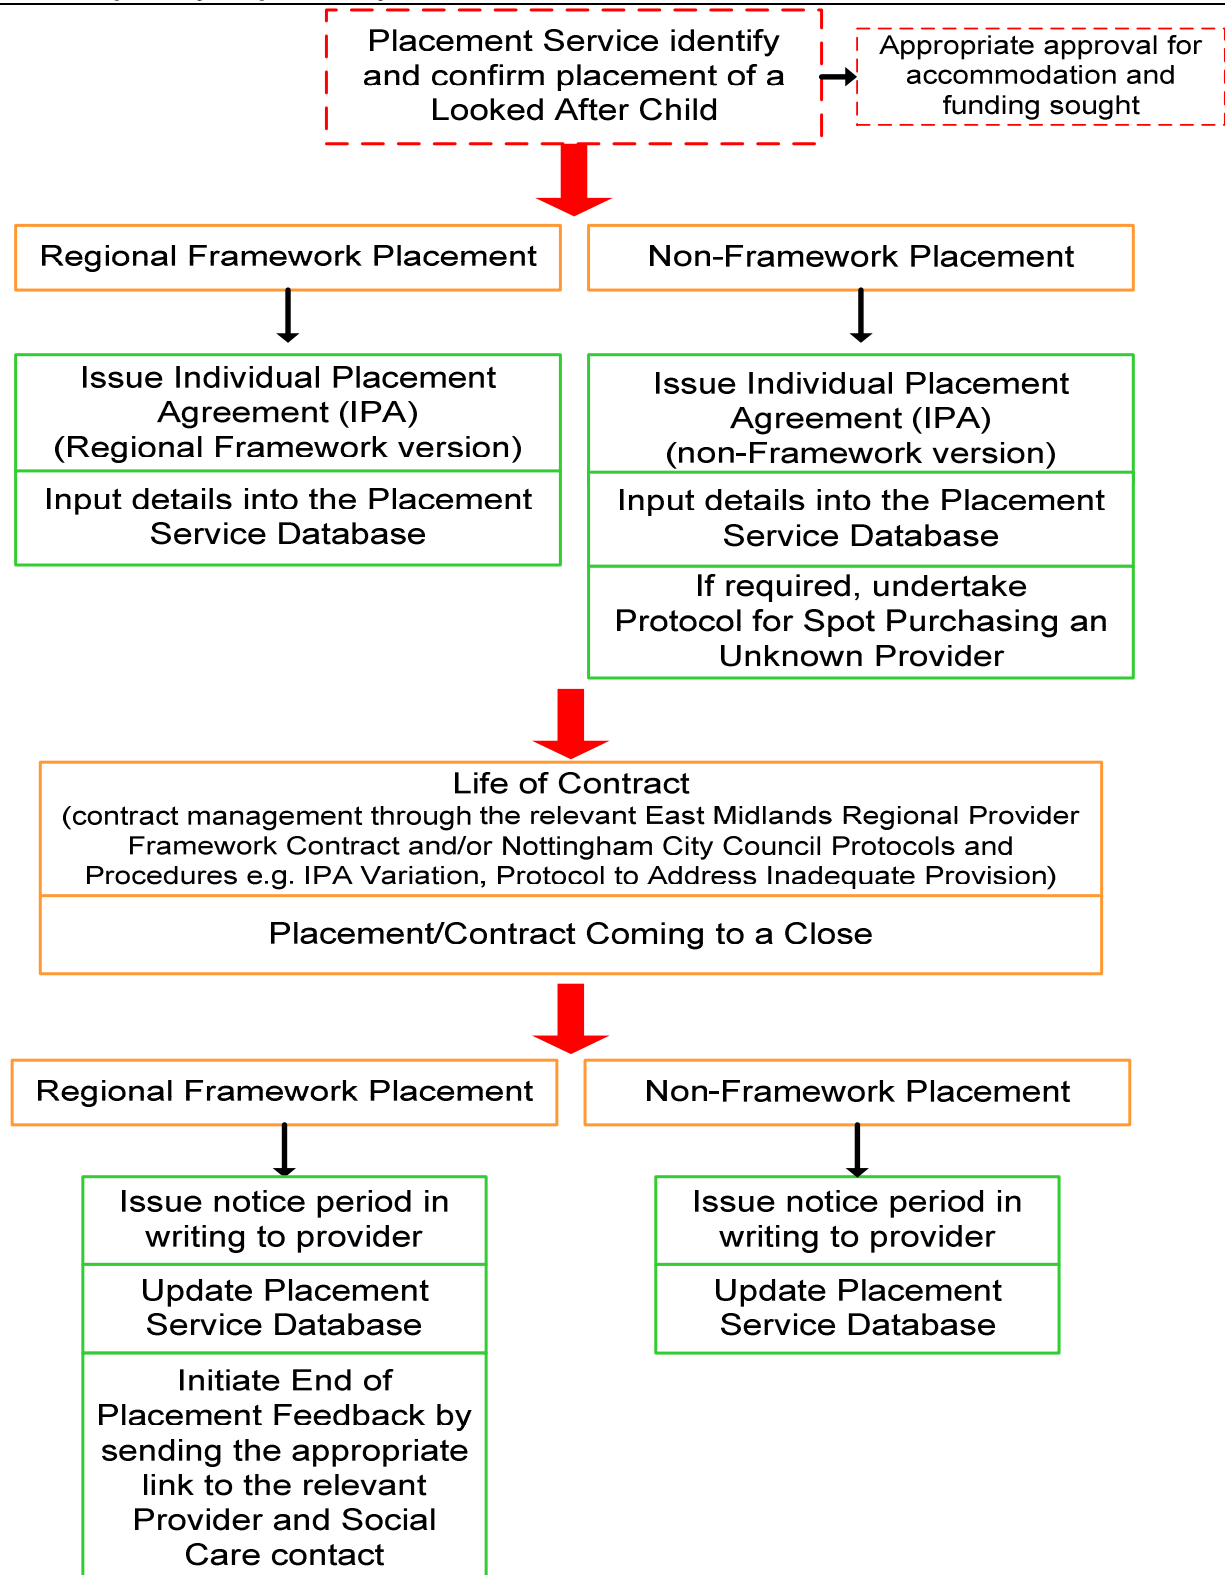 Placement Service identify
and confirm placement of a
Looked After Child
Appropriate approval for
accommodation and
funding sought
Regional Framework Placement
Non-Framework Placement
Issue Individual Placement
Agreement (IPA)
(Regional Framework version)
Input details into the Placement
Service Database
Issue Individual Placement
Agreement (IPA)
(non-Framework version)
Input details into the Placement
Service Database
If required, undertake
Protocol for Spot Purchasing an
Unknown Provider
Life of Contract
(contract management through the relevant East Midlands Regional Provider
Framework Contract and/or Nottingham City Council Protocols and
Procedures e.g. IPA Variation, Protocol to Address Inadequate Provision)
Placement/Contract Coming to a Close
Regional Framework Placement
Non-Framework Placement
Issue notice period in
writing to provider
Update Placement
Service Database
Initiate End of
Placement Feedback by
sending the appropriate
link to the relevant
Provider and Social
Care contact
Issue notice period in
writing to provider
Update Placement
Service Database